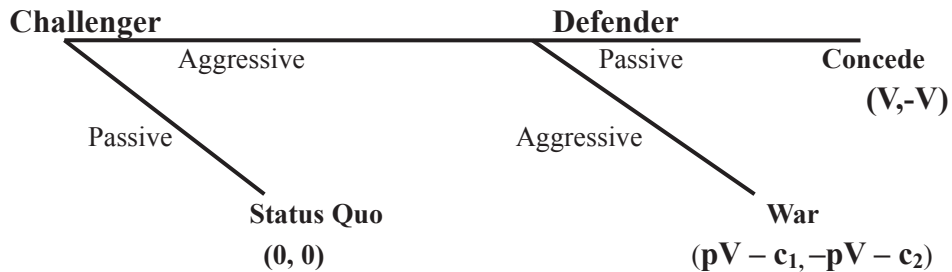 Challenger Defender
Aggressive Passive Concede
(V,-V)
Passive Aggressive
Status Quo War
(0, 0) (pV – c₁, –pV – c₂)